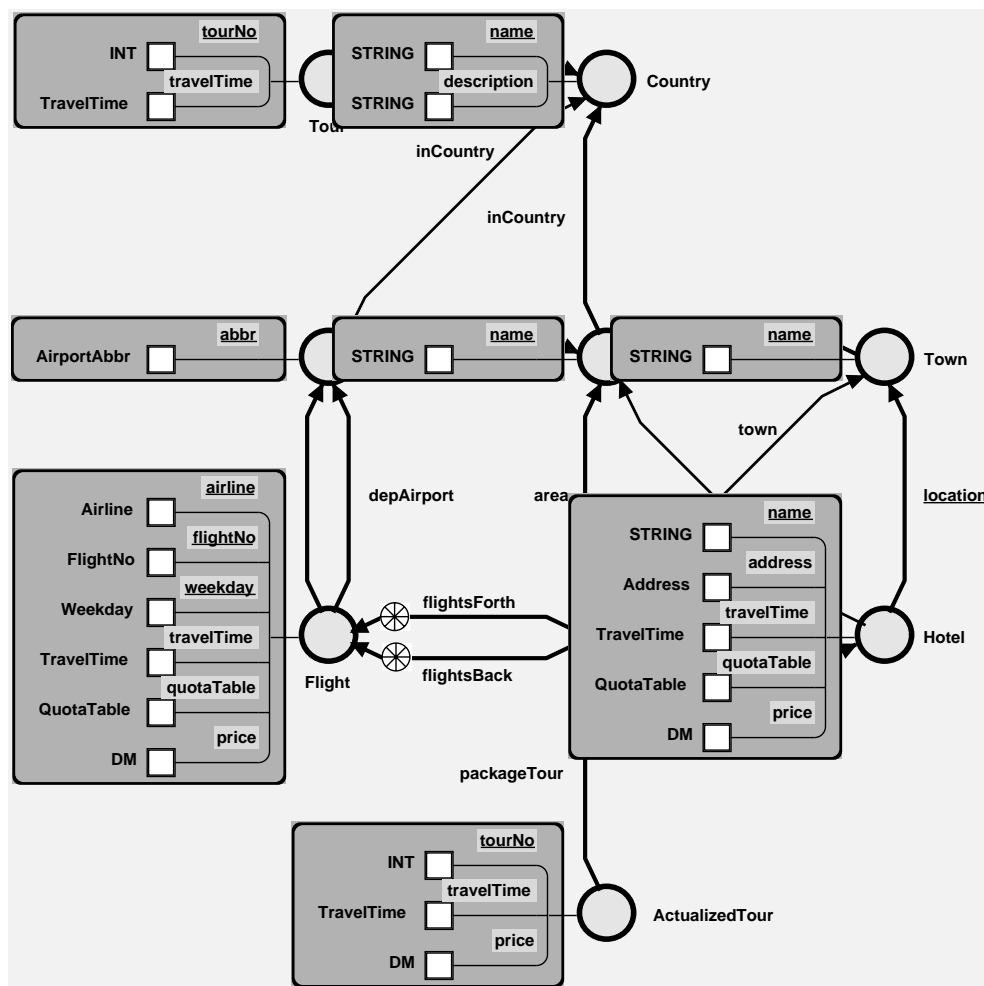 tourNo
INT
travelTime
TravelTime
Tour
name
STRING
description
STRING
Country
inCountry
inCountry
abbr
AirportAbbr
name
STRING
name
STRING
Town
town
depAirport
area
location
airline
Airline
flightNo
FlightNo
weekday
Weekday
travelTime
TravelTime
quotaTable
QuotaTable
price
DM
Flight
flightsForth
flightsBack
name
STRING
address
Address
travelTime
TravelTime
quotaTable
QuotaTable
price
DM
Hotel
packageTour
tourNo
INT
travelTime
TravelTime
price
DM
ActualizedTour